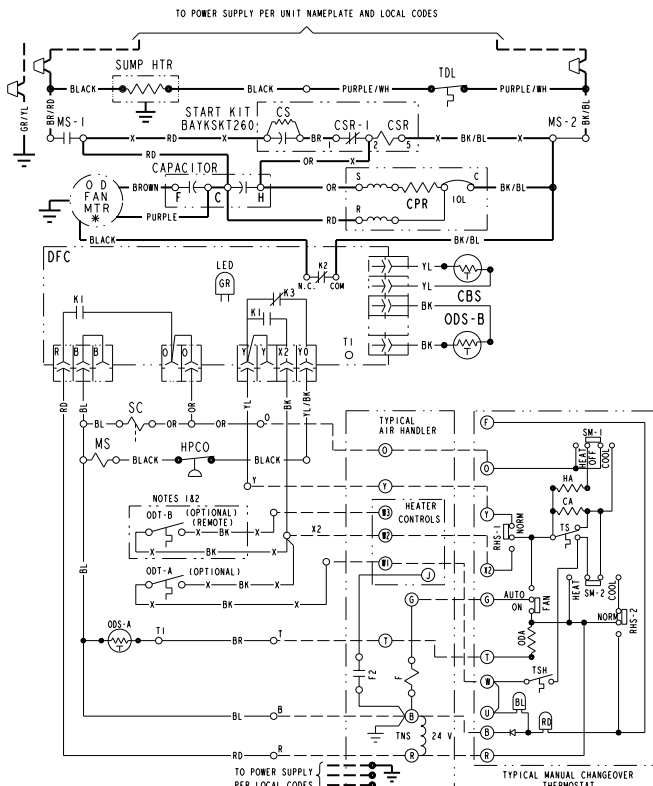 TO POWER SUPPLY PER UNIT NAMEPLATE AND LOCAL CODES
SUMP HTR
TDL
BLACK
BLACK
PURPLE/WH
PURPLE/WH
GR/YL
BR/RD
BK/BL
START KIT
BAYKSKT260
CS
CSR-1
CSR
MS-1
MS-2
X
RD
X
BR
1
2
5
X
BK/BL
X
RD
OR
X
CAPACITOR
O D
FAN
MTR
*
BROWN
F
C
H
OR
S
C
CPR
IOL
BK/BL
PURPLE
RD
R
BLACK
BK/BL
DFC
LED
GR
K2
N.C.
COM
YL
YL
CBS
BK
ODS-B
BK
K1
K3
K1
T1
R
B
B
O
O
Y
Y
X2
YO
RD
BL
OR
YL
BK
YL/BK
SC
BL
OR
OR
O
MS
HPCO
BLACK
BLACK
Y
NOTES 1&2
ODT-B
(OPTIONAL)
(REMOTE)
BK
X
X
BK
X
X2
ODT-A
(OPTIONAL)
X
BK
X
X
BK
X
BL
ODS-A
T1
BR
T
BL
B
RD
R
TYPICAL
AIR HANDLER
O
Y
HEATER
CONTROLS
W3
W2
W1
J
G
T
F2
F
B
TNS
24 V
R
TO POWER SUPPLY
PER LOCAL CODES
F
SM-1
HEAT
OFF
COOL
O
HA
CA
Y
NORM
RHS-1
TS
X2
HEAT
COOL
SM-2
G
AUTO
ON
FAN
NORM
RHS-2
ODA
T
TSH
W
BL
U
RD
B
R
TYPICAL MANUAL CHANGEOVER
THERMOSTAT